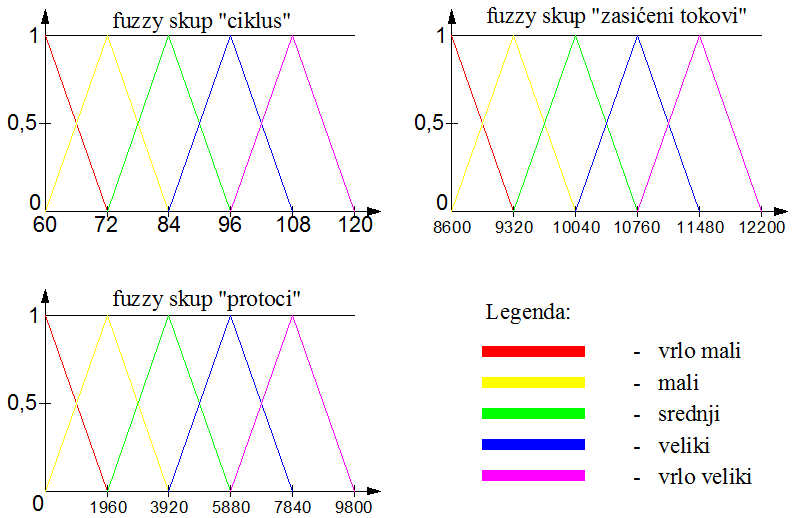 fuzzy skup "ciklus"
1
0,5
0
60 72 84 96 108 120
fuzzy skup "zasićeni tokovi"
1
0,5
0
8600 9320 10040 10760 11480 12200
fuzzy skup "protoci"
1
0,5
0
1960 3920 5880 7840 9800
Legenda:
- vrlo mali
- mali
- srednji
- veliki
- vrlo veliki